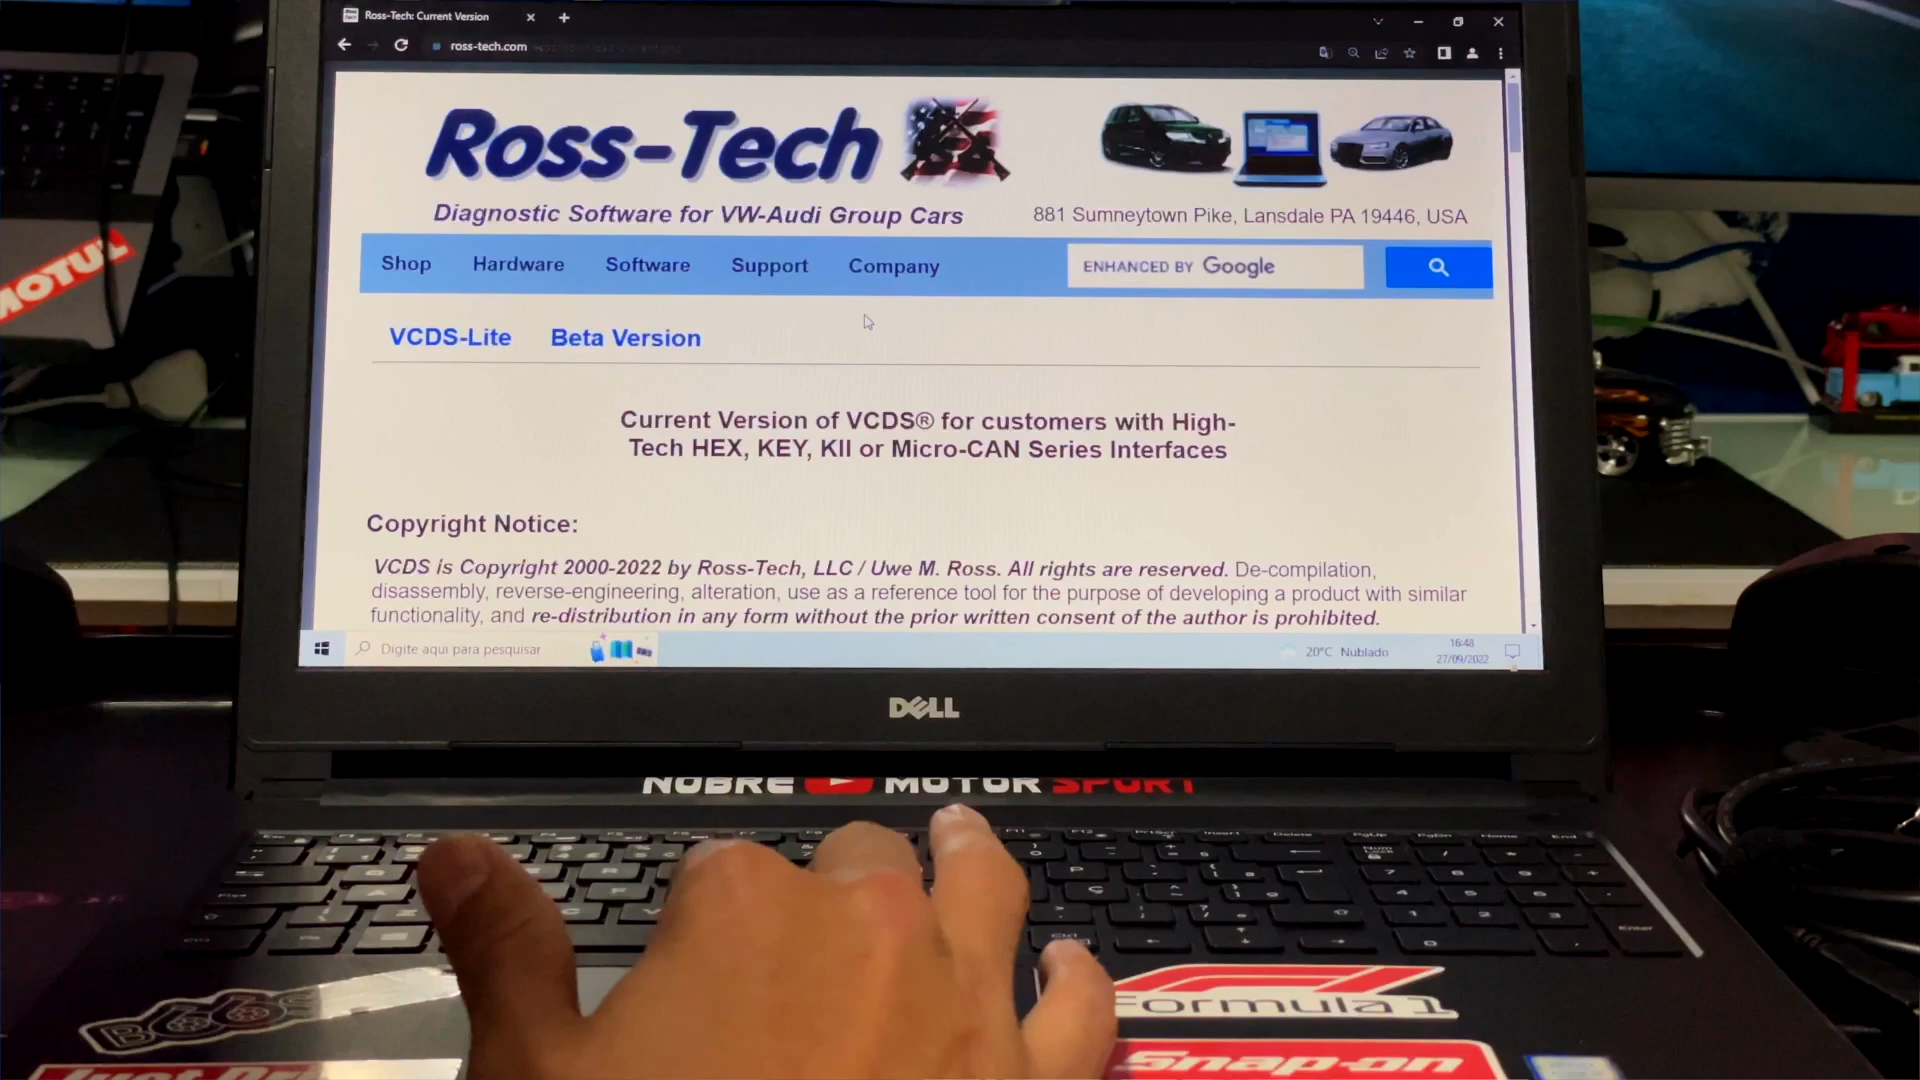 Ross-Tech: Current Version
ross-tech.com
Ross-Tech
Diagnostic Software for VW-Audi Group Cars
881 Sumneytown Pike, Lansdale PA 19446, USA
Shop Hardware Software Support Company
ENHANCED BY Google
VCDS-Lite Beta Version
Current Version of VCDS® for customers with High-
Tech HEX, KEY, KII or Micro-CAN Series Interfaces
Copyright Notice:
VCDS is Copyright 2000-2022 by Ross-Tech, LLC / Uwe M. Ross. All rights are reserved. De-compilation,
disassembly, reverse-engineering, alteration, use as a reference tool for the purpose of developing a product with similar
functionality, and re-distribution in any form without the prior written consent of the author is prohibited.
Digite aqui para pesquisar
20°C Nublado
16:48
27/09/2022
MOTUL
DELL
NOBRE MOTOR SPORT
Formula 1
Snap-on